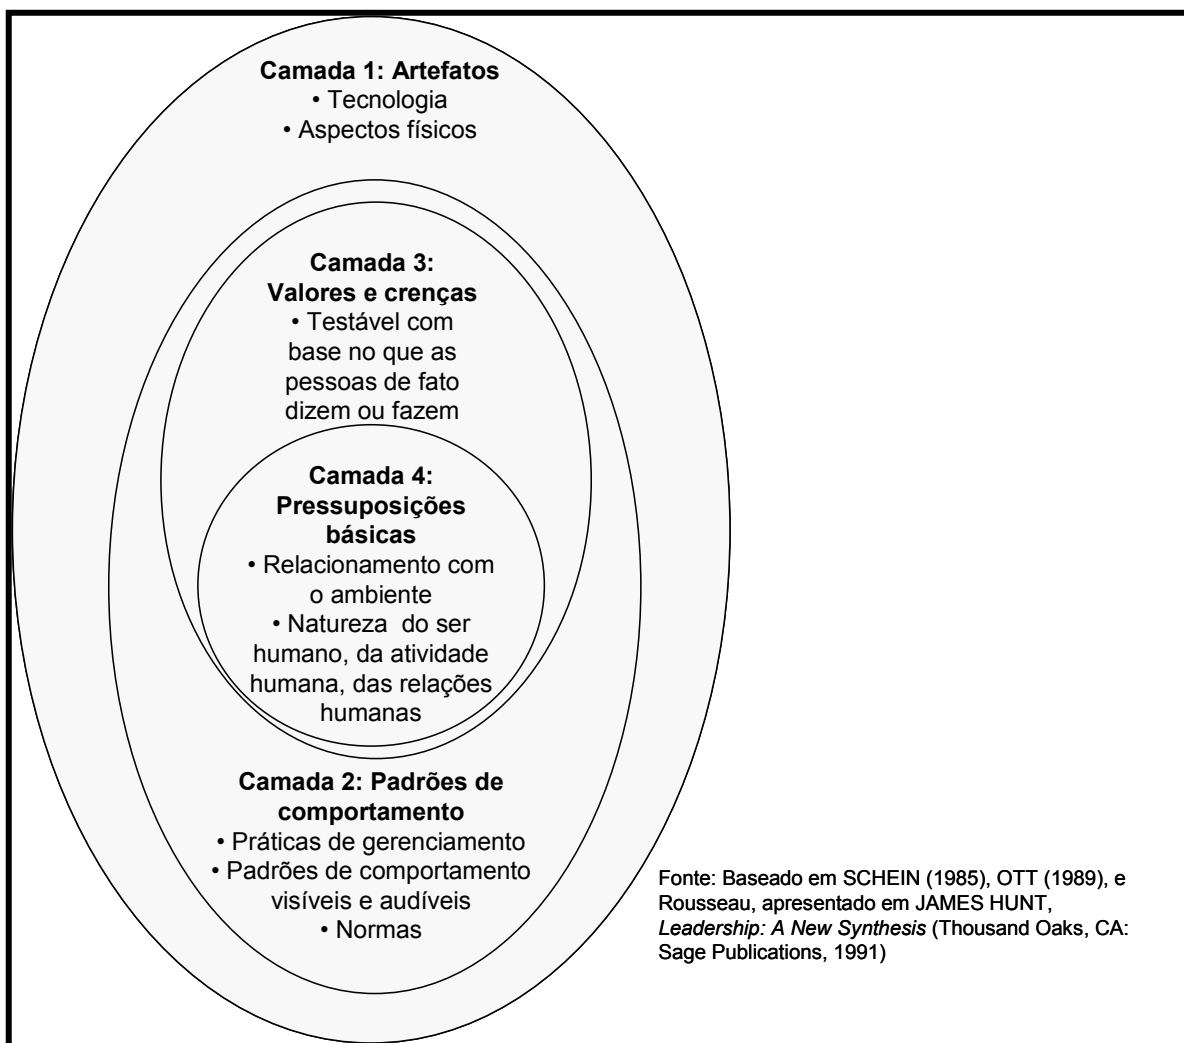 Camada 1: Artefatos
• Tecnologia
• Aspectos físicos
Camada 3:
Valores e crenças
• Testável com
base no que as
pessoas de fato
dizem ou fazem
Camada 4:
Pressuposições
básicas
• Relacionamento com
o ambiente
• Natureza do ser
humano, da atividade
humana, das relações
humanas
Camada 2: Padrões de
comportamento
• Práticas de gerenciamento
• Padrões de comportamento
visíveis e audíveis
• Normas
Fonte: Baseado em SCHEIN (1985), OTT (1989), e
Rousseau, apresentado em JAMES HUNT,
Leadership: A New Synthesis (Thousand Oaks, CA:
Sage Publications, 1991)